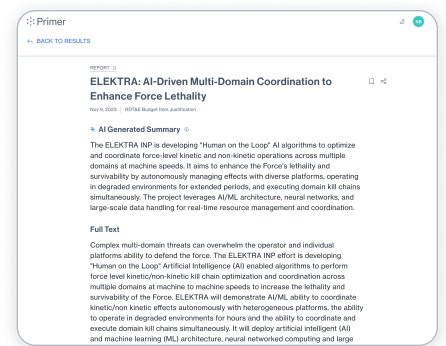 Primer
NB
← BACK TO RESULTS
REPORT
ELEKTRA: AI-Driven Multi-Domain Coordination to
Enhance Force Lethality
Nov 9, 2023 | RDT&E Budget Item Justification
AI Generated Summary
The ELEKTRA INP is developing "Human on the Loop" AI algorithms to optimize
and coordinate force-level kinetic and non-kinetic operations across multiple
domains at machine speeds. It aims to enhance the Force's lethality and
survivability by autonomously managing effects with diverse platforms, operating
in degraded environments for extended periods, and executing domain kill chains
simultaneously. The project leverages AI/ML architecture, neural networks, and
large-scale data handling for real-time resource management and coordination.
Full Text
Complex multi-domain threats can overwhelm the operator and individual
platforms ability to defend the force. The ELEKTRA INP effort is developing
"Human on the Loop" Artificial Intelligence (AI) enabled algorithms to perform
force level kinetic/non-kinetic kill chain optimization and coordination across
multiple domains at machine to machine speeds to increase the lethality and
survivability of the Force. ELEKTRA will demonstrate AI/ML ability to coordinate
kinetic/non kinetic effects autonomously with heterogeneous platforms, the ability
to operate in degraded environments for hours and the ability to coordinate and
execute domain kill chains simultaneously. It will deploy artificial intelligent (AI)
and machine learning (ML) architecture, neural networked computing and large